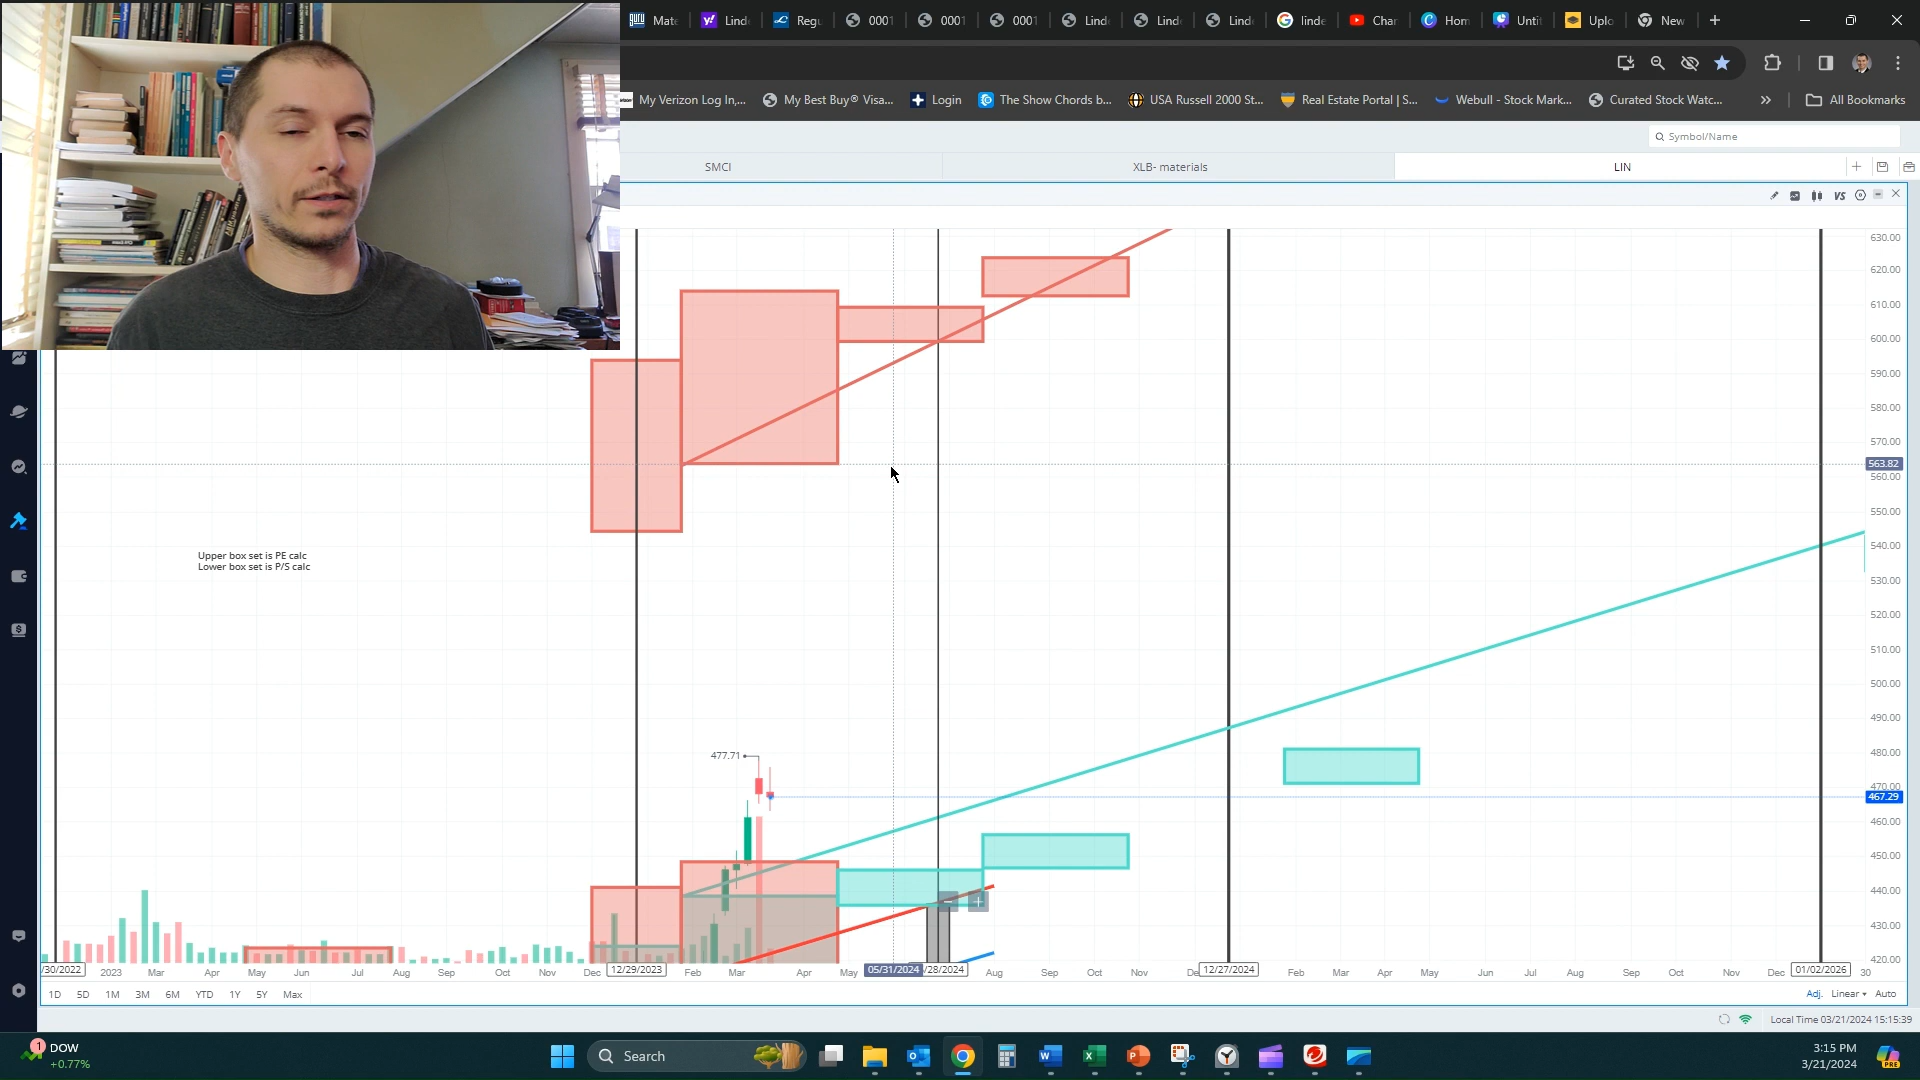 Mate
Linde
Regu
0001
0001
0001
Linde
Linde
Linde
linde
Char
Hom
Unti
Uplo
New
My Verizon Log In,...
My Best Buy® Visa...
Login
The Show Chords b...
USA Russell 2000 St...
Real Estate Portal | S...
Webull - Stock Mark...
Curated Stock Watc...
»
All Bookmarks
Symbol/Name
SMCI
XLB- materials
LIN
VS
630.00
620.00
610.00
600.00
590.00
580.00
570.00
563.82
560.00
550.00
540.00
530.00
520.00
510.00
500.00
490.00
480.00
470.00
467.29
460.00
450.00
440.00
430.00
420.00
Upper box set is PE calc
Lower box set is P/S calc
477.71
/30/2022
2023
Mar
Apr
May
Jun
Jul
Aug
Sep
Oct
Nov
Dec
12/29/2023
Feb
Mar
Apr
May
05/31/2024
/28/2024
Aug
Sep
Oct
Nov
De
12/27/2024
Feb
Mar
Apr
May
Jun
Jul
Aug
Sep
Oct
Nov
Dec
01/02/2026
30
1D
5D
1M
3M
6M
YTD
1Y
5Y
Max
Adj.
Linear
Auto
Local Time 03/21/2024 15:15:39
1
DOW
+0.77%
Search
3:15 PM
3/21/2024
PRE